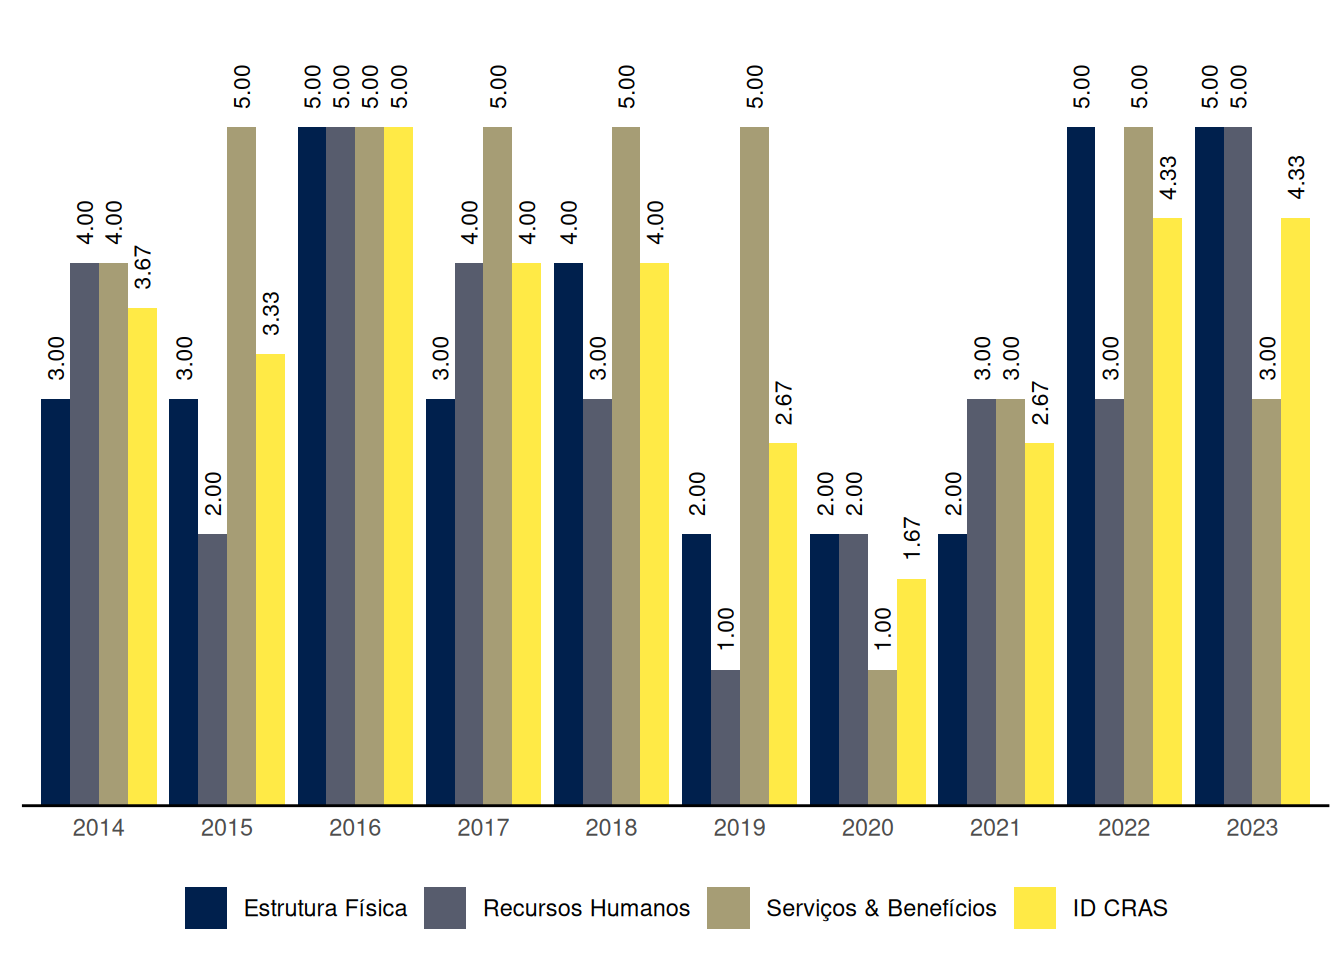 3.00 4.00 4.00 3.67
3.00 2.00 5.00 3.33
5.00 5.00 5.00 5.00
3.00 4.00 5.00 4.00
4.00 3.00 5.00 4.00
2.00 1.00 5.00 2.67
2.00 2.00 1.00 1.67
2.00 3.00 3.00 2.67
5.00 3.00 5.00 4.33
5.00 5.00 3.00 4.33
2014 2015 2016 2017 2018 2019 2020 2021 2022 2023
Estrutura Física Recursos Humanos Serviços & Benefícios ID CRAS